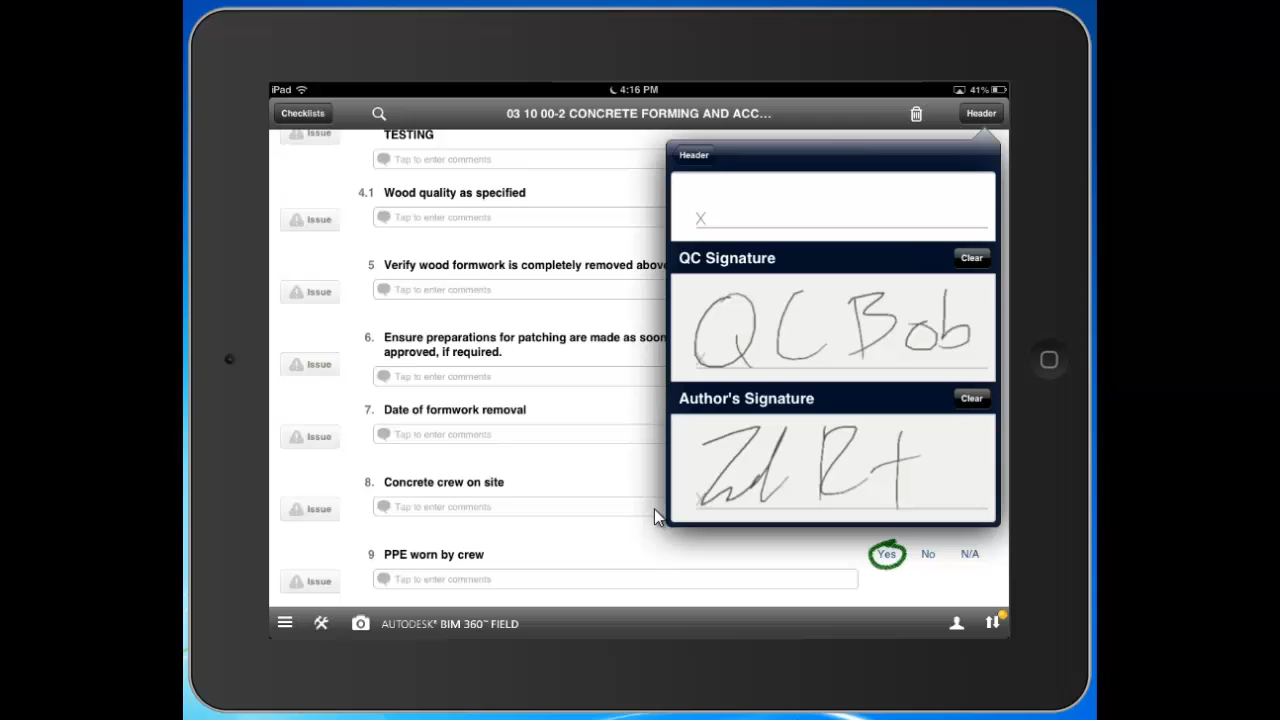 iPad 4:16 PM 41%
Checklists 03 10 00-2 CONCRETE FORMING AND ACC... Header
Issue TESTING
Tap to enter comments
Header
4.1 Wood quality as specified
Issue Tap to enter comments
X
QC Signature Clear
QC Bob
5 Verify wood formwork is completely removed above
Issue Tap to enter comments
6. Ensure preparations for patching are made as soon
approved, if required.
Issue Tap to enter comments
Author's Signature Clear
X
7. Date of formwork removal
Issue Tap to enter comments
8. Concrete crew on site
Issue Tap to enter comments
9 PPE worn by crew Yes No N/A
Issue Tap to enter comments
AUTODESK® BIM 360™ FIELD